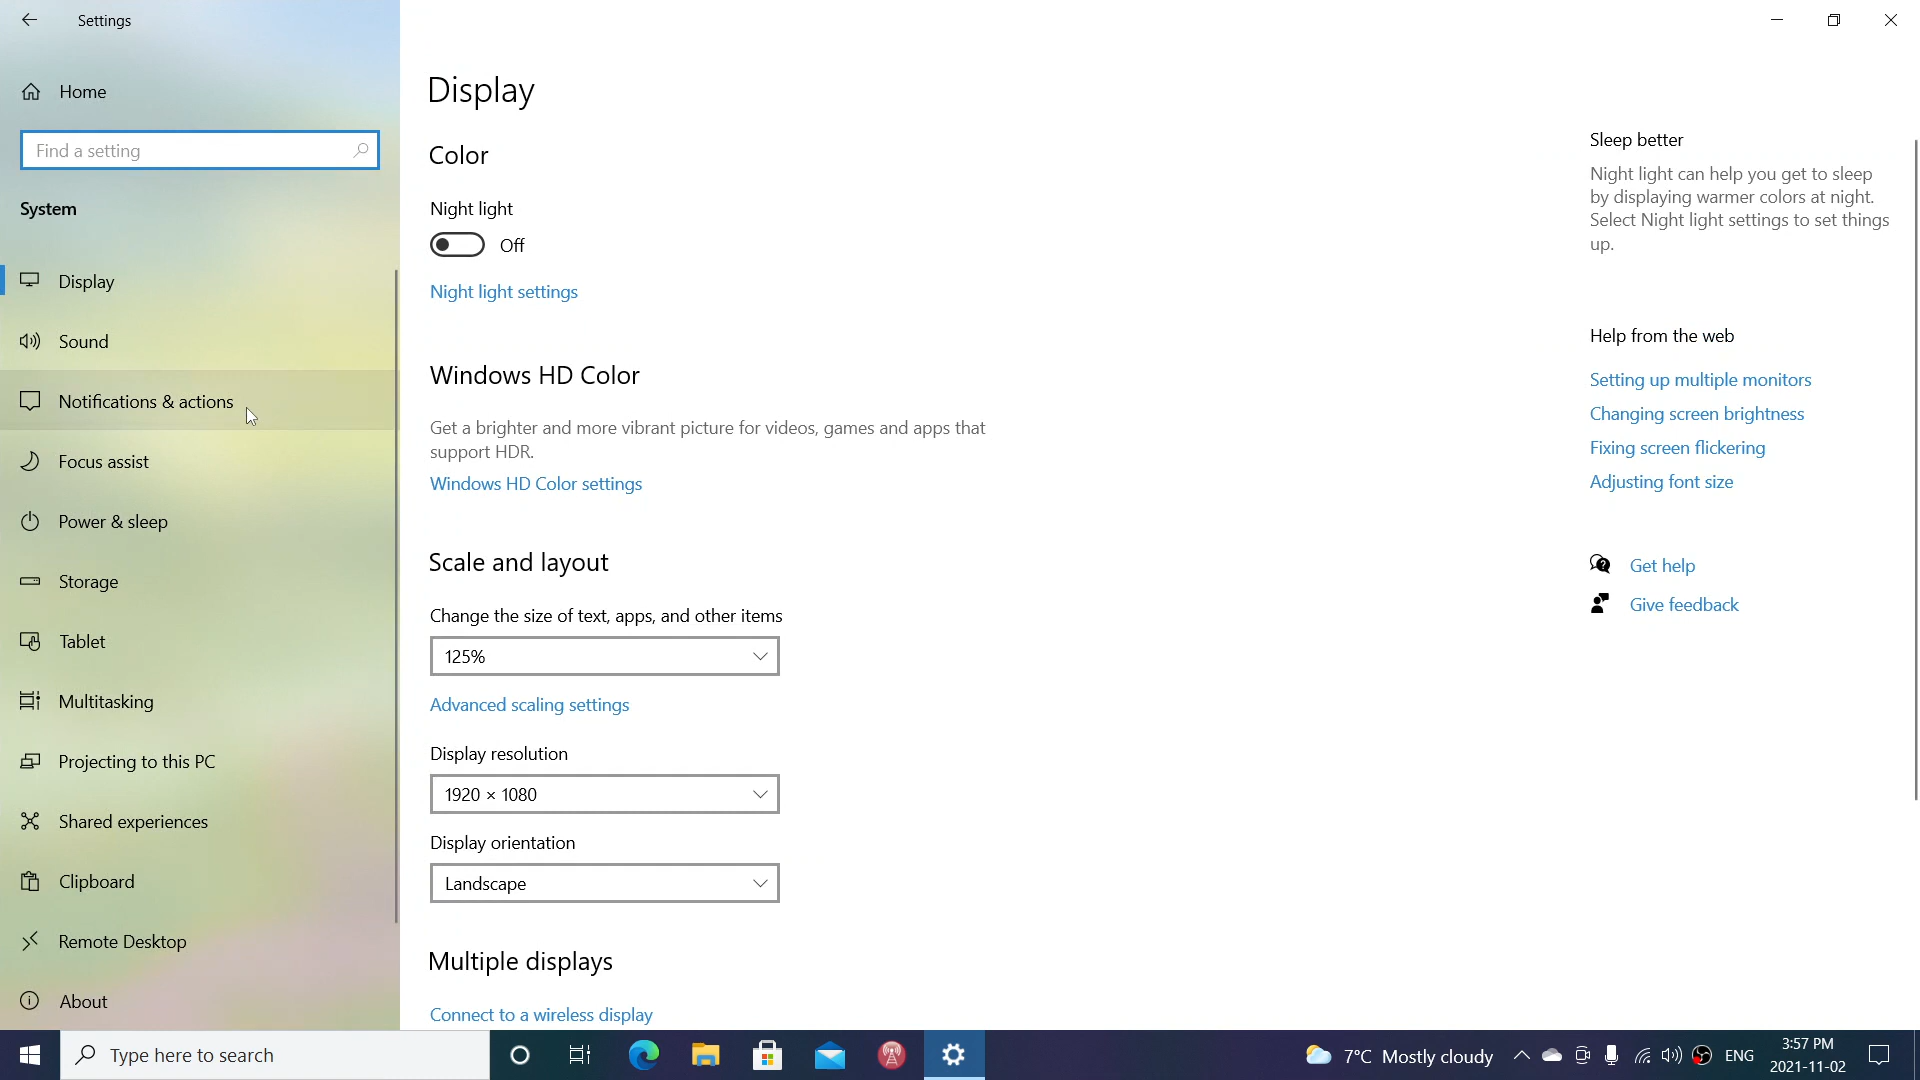 Settings
Home
Find a setting
System
Display
Sound
Notifications & actions
Focus assist
Power & sleep
Storage
Tablet
Multitasking
Projecting to this PC
Shared experiences
Clipboard
Remote Desktop
About
Display
Color
Night light
Off
Night light settings
Windows HD Color
Get a brighter and more vibrant picture for videos, games and apps that
support HDR.
Windows HD Color settings
Scale and layout
Change the size of text, apps, and other items
125%
Advanced scaling settings
Display resolution
1920 × 1080
Display orientation
Landscape
Multiple displays
Connect to a wireless display
Sleep better
Night light can help you get to sleep
by displaying warmer colors at night.
Select Night light settings to set things
up.
Help from the web
Setting up multiple monitors
Changing screen brightness
Fixing screen flickering
Adjusting font size
Get help
Give feedback
Type here to search
7°C Mostly cloudy
ENG
3:57 PM
2021-11-02